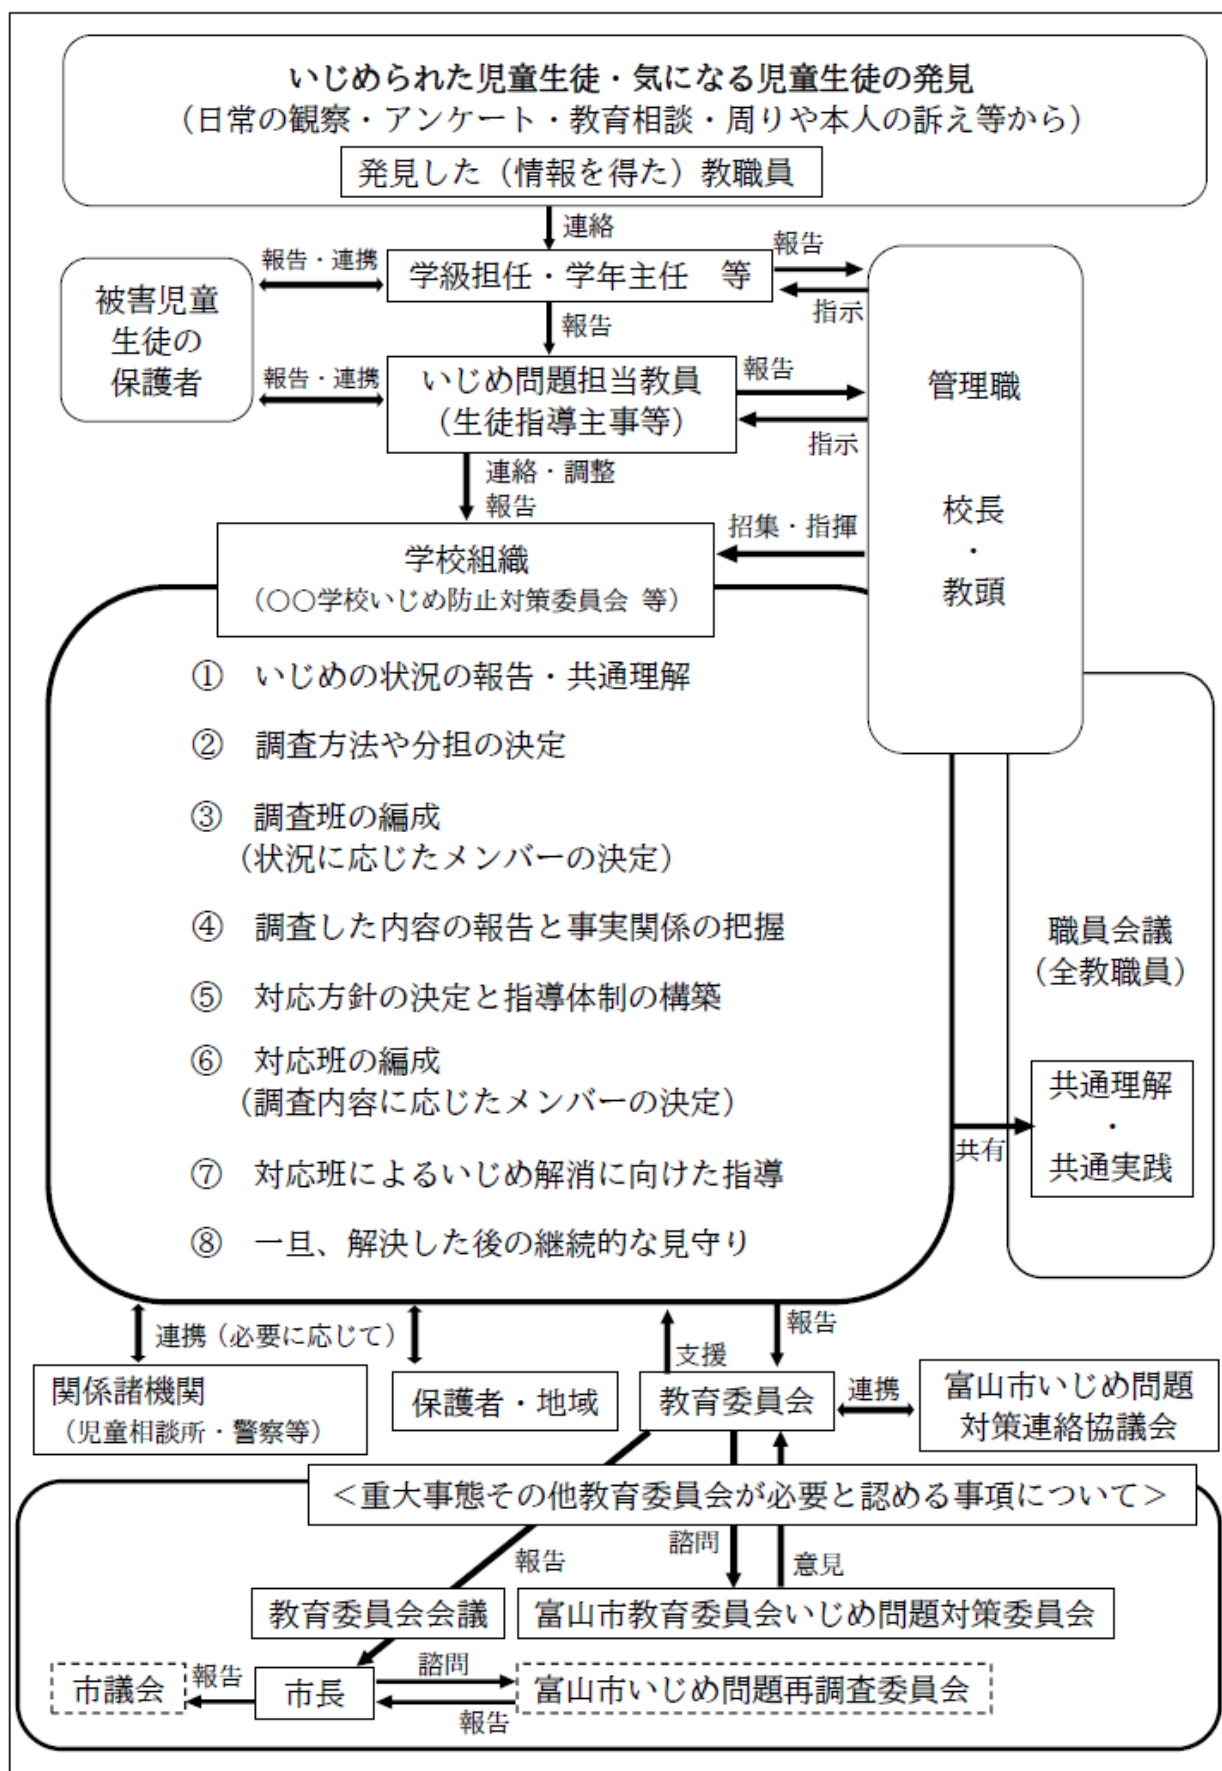 いじめられた児童生徒・気になる児童生徒の発見
（日常の観察・アンケート・教育相談・周りや本人の訴え等から）
発見した（情報を得た）教職員
連絡
報告・連携
学級担任・学年主任　等
報告
指示
被害児童
生徒の
保護者
報告
報告・連携
いじめ問題担当教員
（生徒指導主事等）
報告
指示
管理職
校長
・
教頭
連絡・調整
報告
招集・指揮
学校組織
（〇〇学校いじめ防止対策委員会 等）
①　いじめの状況の報告・共通理解
②　調査方法や分担の決定
③　調査班の編成
（状況に応じたメンバーの決定）
④　調査した内容の報告と事実関係の把握
⑤　対応方針の決定と指導体制の構築
⑥　対応班の編成
（調査内容に応じたメンバーの決定）
⑦　対応班によるいじめ解消に向けた指導
⑧　一旦、解決した後の継続的な見守り
職員会議
（全教職員）
共有
共通理解
・
共通実践
連携（必要に応じて）
支援
報告
関係諸機関
（児童相談所・警察等）
保護者・地域
教育委員会
連携
富山市いじめ問題
対策連絡協議会
＜重大事態その他教育委員会が必要と認める事項について＞
報告
諮問
意見
教育委員会会議
富山市教育委員会いじめ問題対策委員会
市議会
報告
市長
諮問
報告
富山市いじめ問題再調査委員会